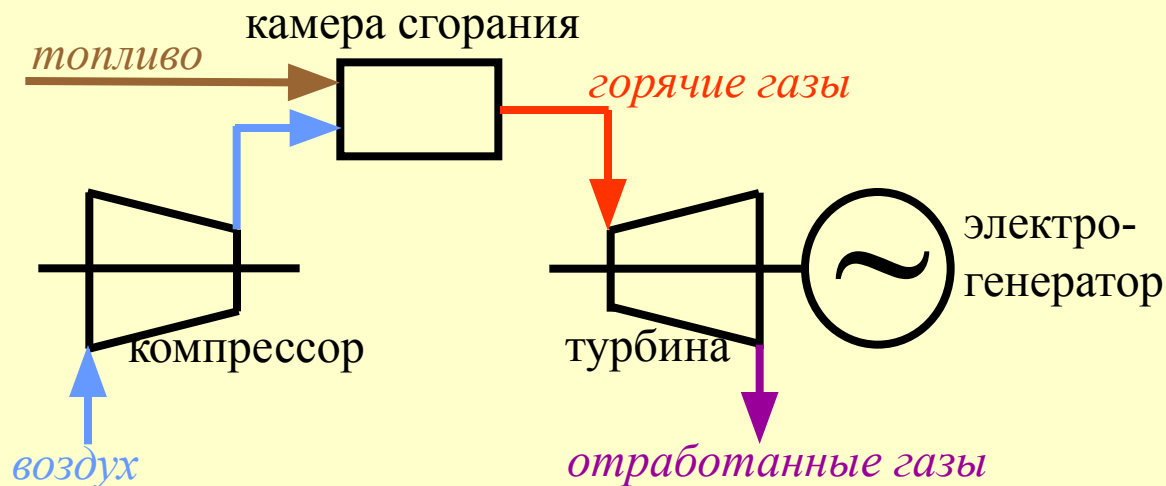 камера сгорания
топливо
горячие газы
электро-
генератор
компрессор
турбина
воздух
отработанные газы